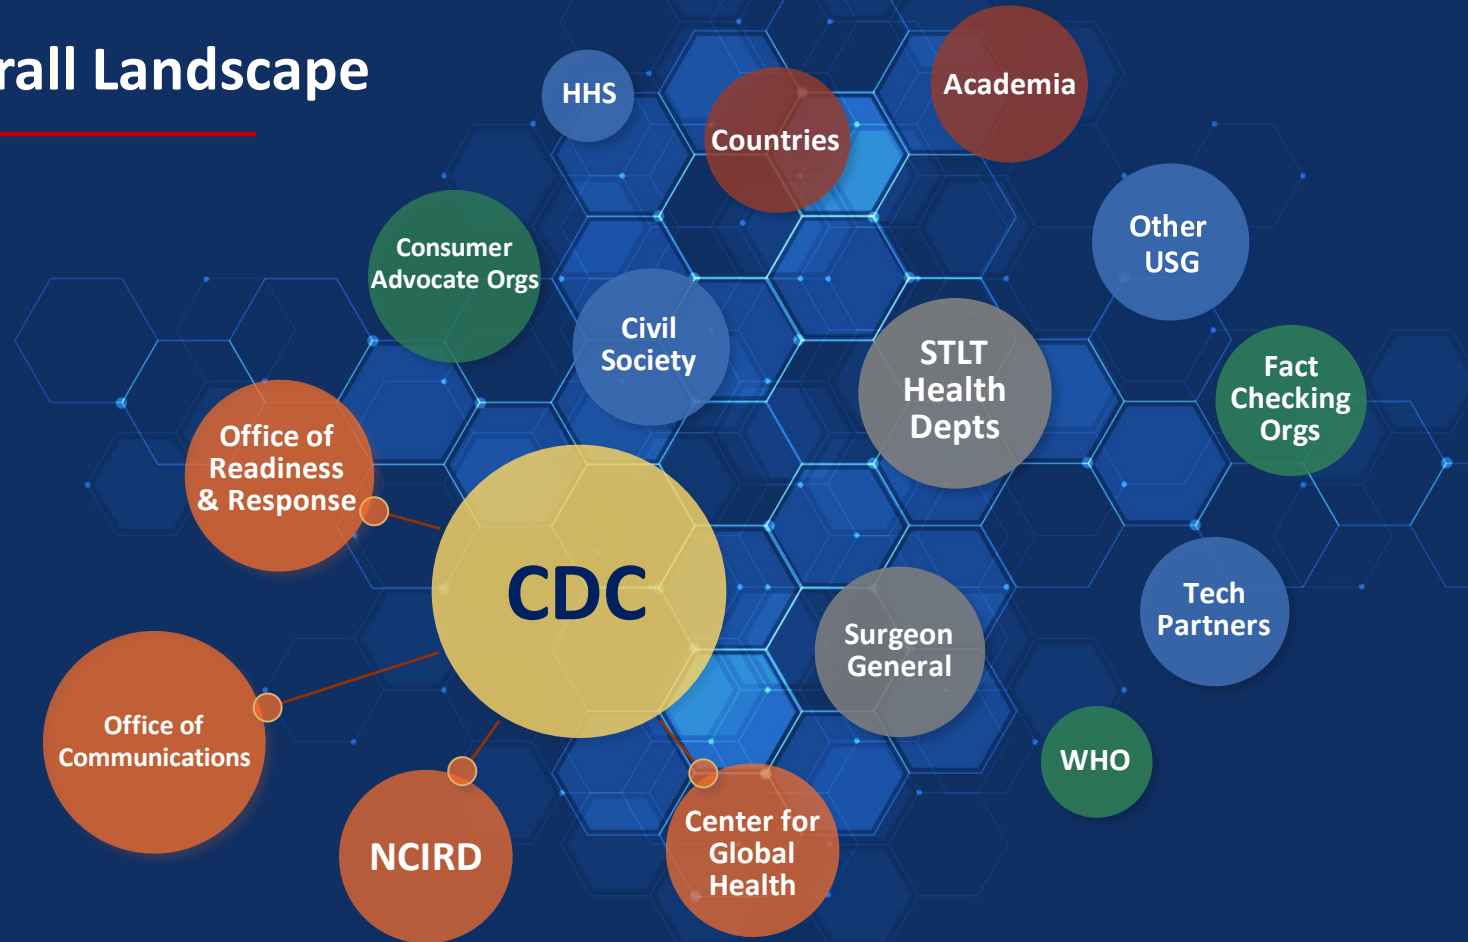 rall Landscape
HHS
Countries
Academia
Consumer
Advocate Orgs
Other
USG
Civil
Society
STLT
Health
Depts
Fact
Checking
Orgs
Office of
Readiness
& Response
CDC
Tech
Partners
Surgeon
General
Office of
Communications
WHO
NCIRD
Center for
Global
Health